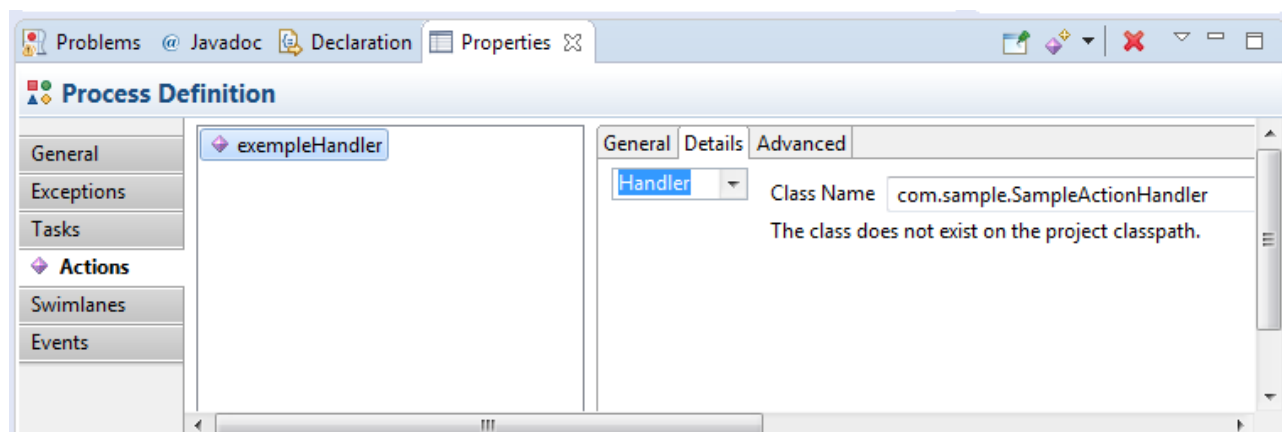 Problems @ Javadoc Declaration Properties
Process Definition
General
Exceptions
Tasks
Actions
Swimlanes
Events
exempleHandler
General Details Advanced
Handler Class Name com.sample.SampleActionHandler
The class does not exist on the project classpath.